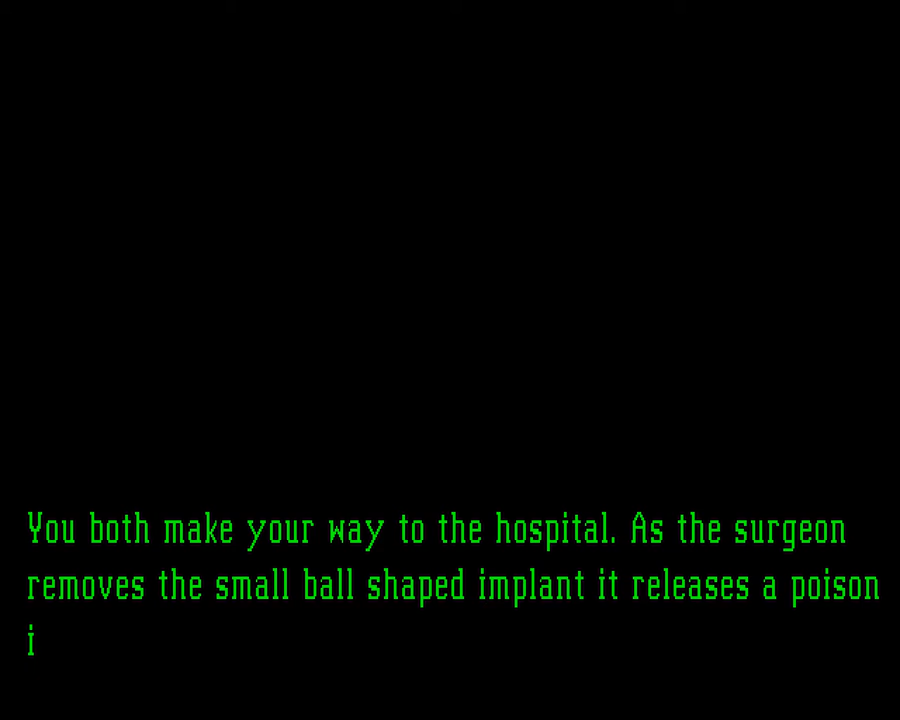 You both make your way to the hospital. As the surgeon
removes the small ball shaped implant it releases a poison
i